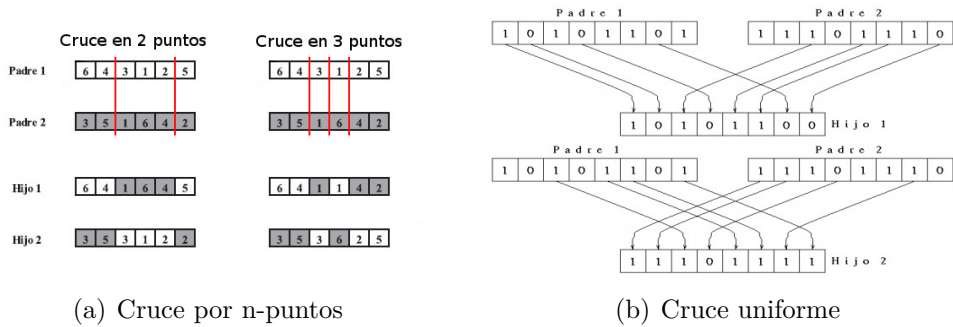 Cruce en 2 puntos
Cruce en 3 puntos
Padre 1
6 4 3 1 2 5
6 4 3 1 2 5
Padre 2
3 5 1 6 4 2
3 5 1 6 4 2
Hijo 1
6 4 1 6 4 5
6 4 1 1 4 2
Hijo 2
3 5 3 1 2 2
3 5 3 6 2 5
(a) Cruce por n-puntos
Padre 1
Padre 2
1 0 1 0 1 1 0 1
1 1 1 0 1 1 1 0
1 0 1 0 1 1 0 0
Hijo 1
Padre 1
Padre 2
1 0 1 0 1 1 0 1
1 1 1 0 1 1 1 0
1 1 1 0 1 1 1 1
Hijo 2
(b) Cruce uniforme